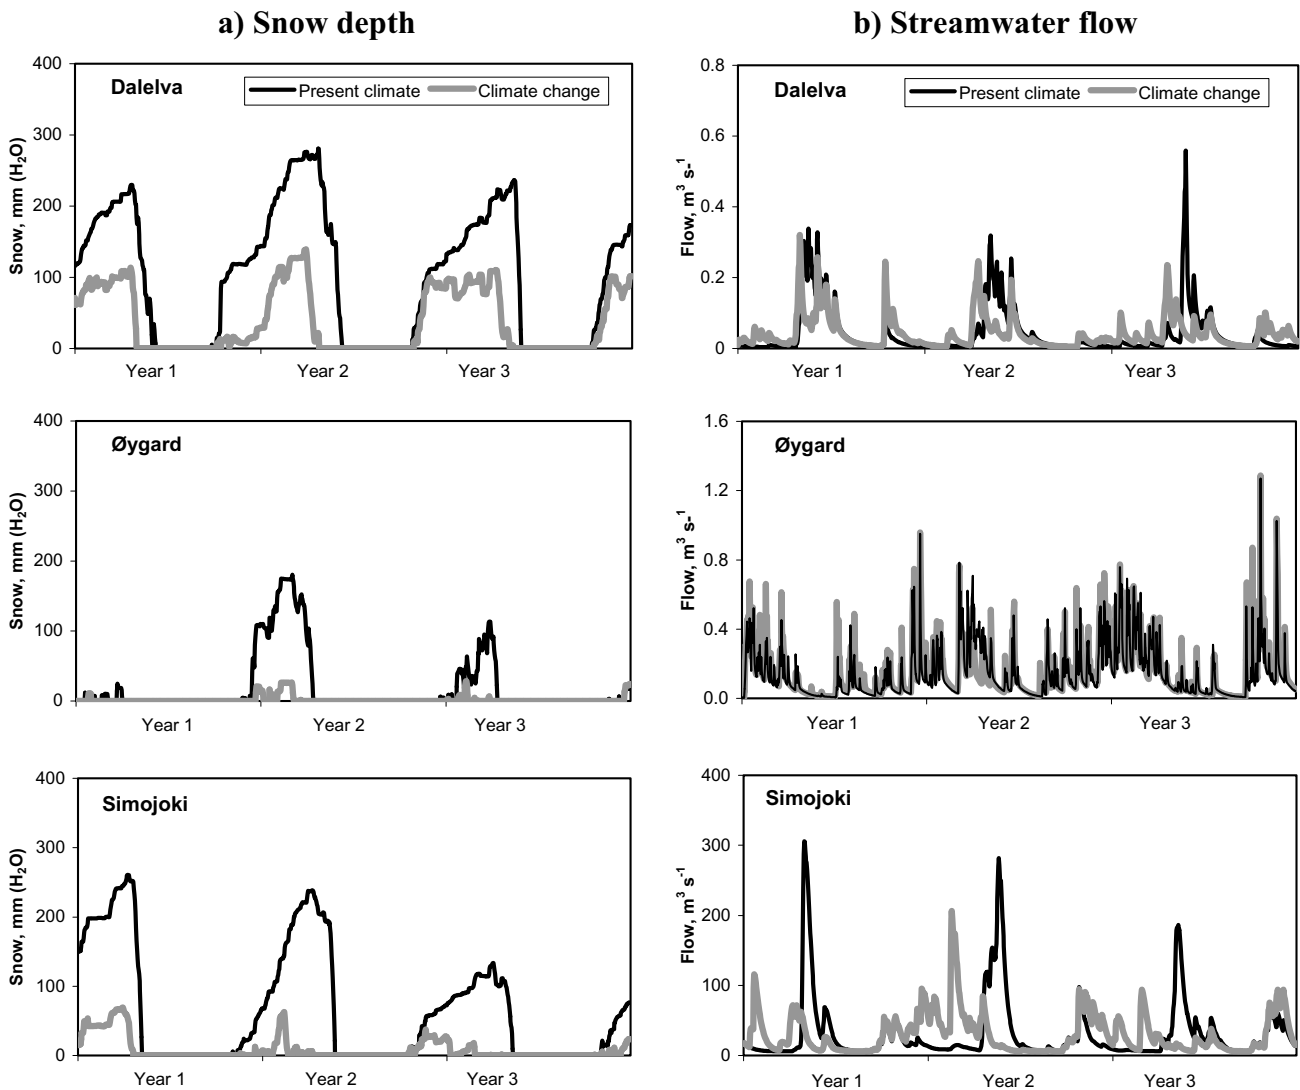 a) Snow depth
b) Streamwater flow
400
300
200
100
0
Snow, mm (H₂O)
Dalelva
Present climate
Climate change
Year 1
Year 2
Year 3
0.8
0.6
0.4
0.2
0
Flow, m³ s-¹
Dalelva
Present climate
Climate change
Year 1
Year 2
Year 3
400
300
200
100
0
Snow, mm (H₂O)
Øygard
Year 1
Year 2
Year 3
1.6
1.2
0.8
0.4
0.0
Flow, m³ s-¹
Øygard
Year 1
Year 2
Year 3
400
300
200
100
0
Snow, mm (H₂O)
Simojoki
Year 1
Year 2
Year 3
400
300
200
100
0
Flow, m³ s⁻¹
Simojoki
Year 1
Year 2
Year 3